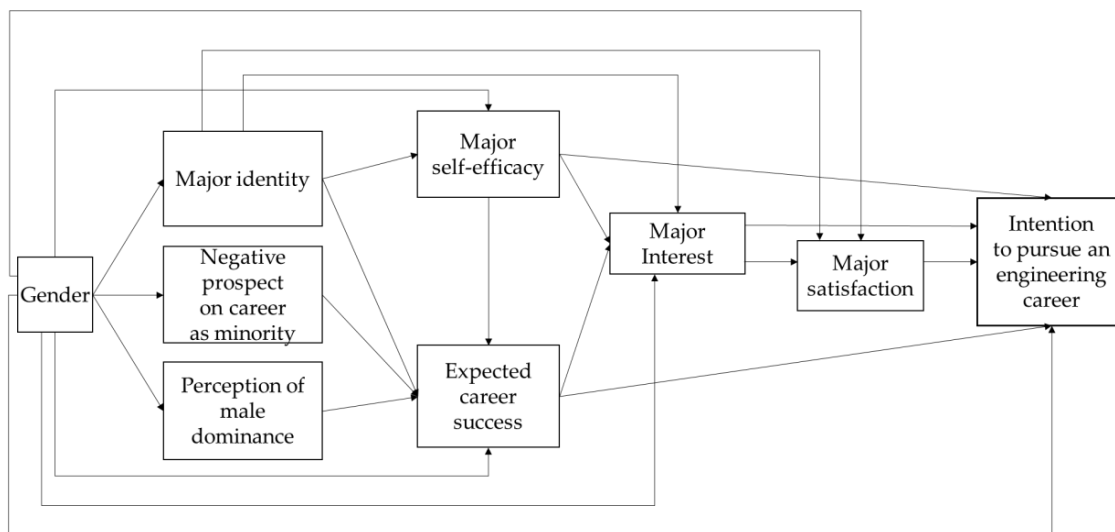 Gender
Major identity
Negative
prospect
on career
as minority
Perception of
male
dominance
Major
self-efficacy
Expected
career
success
Major
Interest
Major
satisfaction
Intention
to pursue an
engineering
career